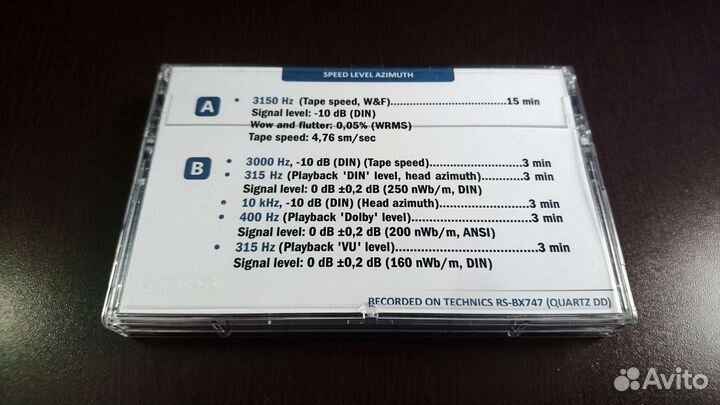 SPEED LEVEL AZIMUTH
A • 3150 Hz (Tape speed, W&F)..............................15 min
Signal level: -10 dB (DIN)
Wow and flutter: 0,05% (WRMS)
Tape speed: 4,76 sm/sec
B • 3000 Hz, -10 dB (DIN) (Tape speed)........................3 min
• 315 Hz (Playback 'DIN' level, head azimuth)..............3 min
Signal level: 0 dB ±0,2 dB (250 nWb/m, DIN)
• 10 kHz, -10 dB (DIN) (Head azimuth).......................3 min
• 400 Hz (Playback 'Dolby' level)...............................3 min
Signal level: 0 dB ±0,2 dB (200 nWb/m, ANSI)
• 315 Hz (Playback 'VU' level)....................................3 min
Signal level: 0 dB ±0,2 dB (160 nWb/m, DIN)
RECORDED ON TECHNICS RS-BX747 (QUARTZ DD)
Avito